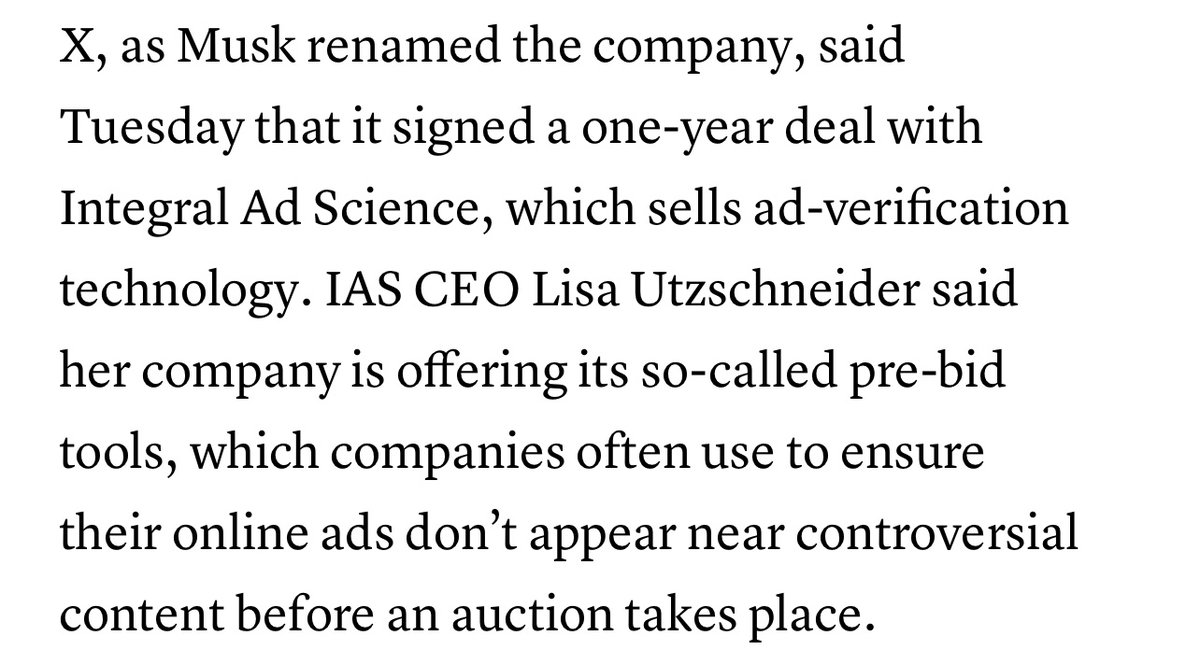 X, as Musk renamed the company, said
Tuesday that it signed a one-year deal with
Integral Ad Science, which sells ad-verification
technology. IAS CEO Lisa Utzschneider said
her company is offering its so-called pre-bid
tools, which companies often use to ensure
their online ads don’t appear near controversial
content before an auction takes place.